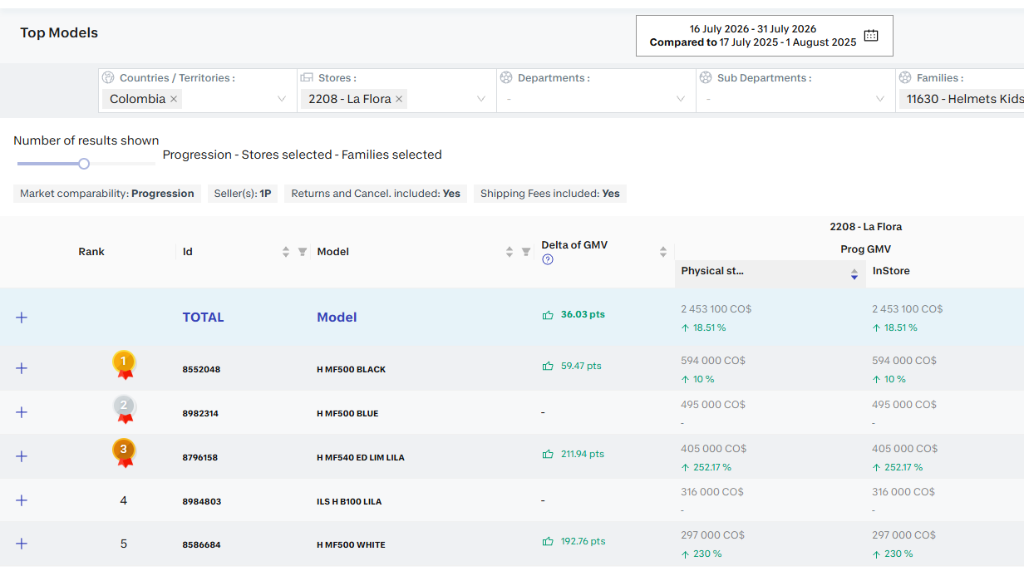 Top Models
16 July 2026 - 31 July 2026
Compared to 17 July 2025 - 1 August 2025
Countries / Territories :
Stores :
Departments :
Sub Departments :
Families :
Colombia ×
2208 - La Flora ×
-
-
11630 - Helmets Kids
Number of results shown
Progression - Stores selected - Families selected
Market comparability: Progression
Seller(s): 1P
Returns and Cancel. included: Yes
Shipping Fees included: Yes
2208 - La Flora
Rank
Id
Model
Delta of GMV
?
Prog GMV
Physical st...
InStore
+ TOTAL Model 36.03 pts 2 453 100 CO$ 2 453 100 CO$
↑ 18.51 % ↑ 18.51 %
+ 1 8552048 H MF500 BLACK 59.47 pts 594 000 CO$ 594 000 CO$
↑ 10 % ↑ 10 %
+ 2 8982314 H MF500 BLUE - 495 000 CO$ 495 000 CO$
- -
+ 3 8796158 H MF540 ED LIM LILA 211.94 pts 405 000 CO$ 405 000 CO$
↑ 252.17 % ↑ 252.17 %
+ 4 8984803 ILS H B100 LILA - 316 000 CO$ 316 000 CO$
- -
+ 5 8586684 H MF500 WHITE 192.76 pts 297 000 CO$ 297 000 CO$
↑ 230 % ↑ 230 %